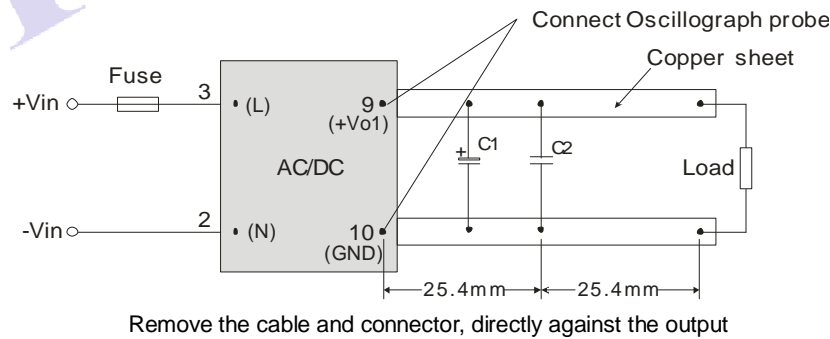 Connect Oscillograph probe
Copper sheet
Fuse
+Vin
3
(L)
9
(+Vo1)
+
C1
C2
AC/DC
Load
-Vin
2
(N)
10
(GND)
25.4mm
25.4mm
Remove the cable and connector, directly against the output